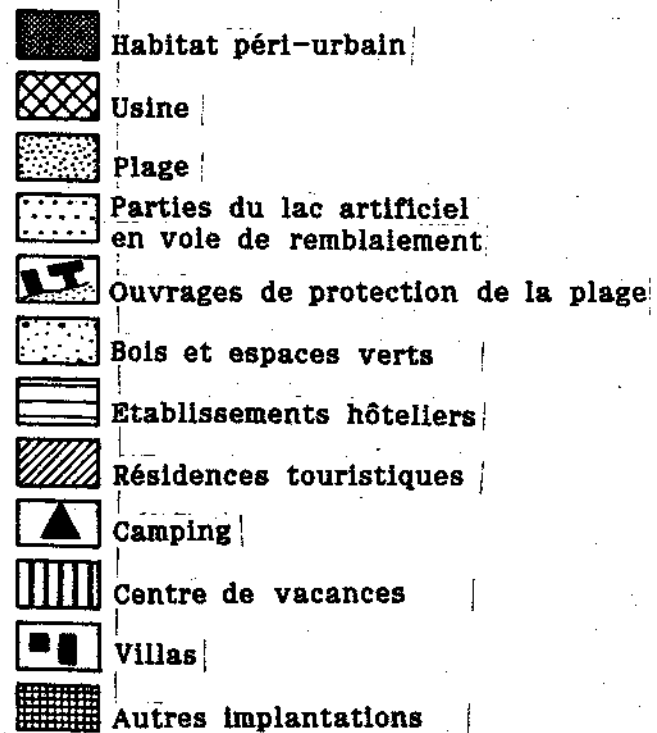 Habitat péri-urbain
Usine
Plage
Parties du lac artificiel
en voie de remblaiement
Ouvrages de protection de la plage
Bois et espaces verts
Etablissements hôteliers
Résidences touristiques
Camping
Centre de vacances
Villas
Autres implantations